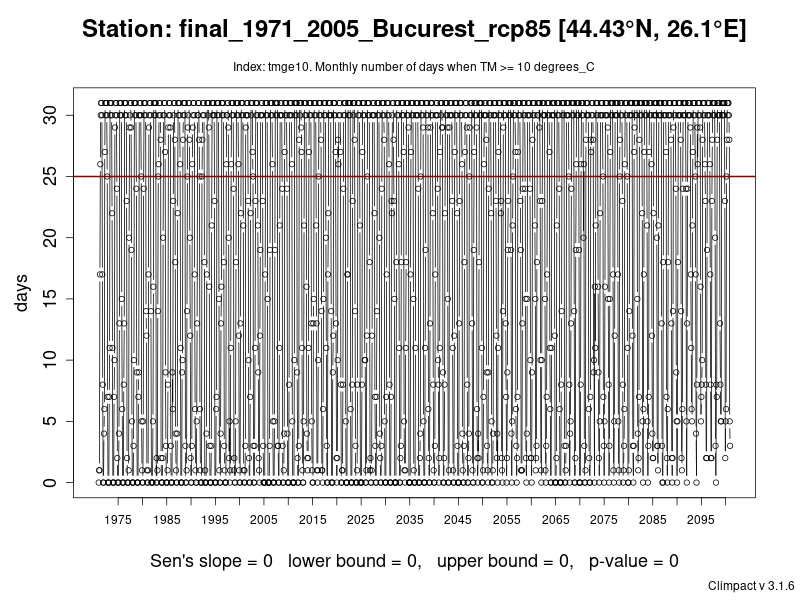 Station: final_1971_2005_Bucurest_rcp85 [44.43°N, 26.1°E]
Index: tmge10. Monthly number of days when TM >= 10 degrees_C
30
25
20
15
10
5
0
days
1975 1985 1995 2005 2015 2025 2035 2045 2055 2065 2075 2085 2095
Sen's slope = 0 lower bound = 0, upper bound = 0, p-value = 0
Climpact v 3.1.6